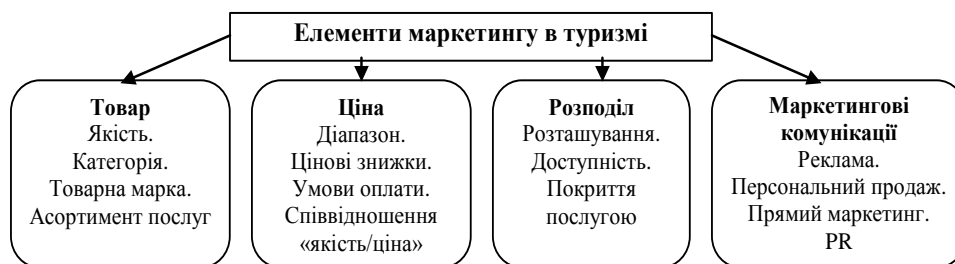 Елементи маркетингу в туризмі
Товар
Якість.
Категорія.
Товарна марка.
Асортимент послуг
Ціна
Діапазон.
Цінові знижки.
Умови оплати.
Співвідношення
«якість/ціна»
Розподіл
Розташування.
Доступність.
Покриття
послугою
Маркетингові
комунікації
Реклама.
Персональний продаж.
Прямий маркетинг.
PR